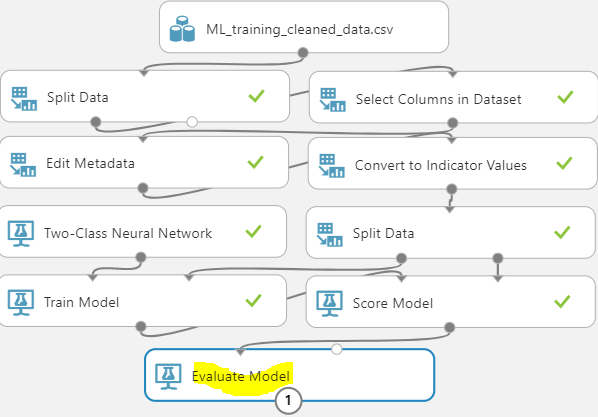 ML_training_cleaned_data.csv
Split Data
Select Columns in Dataset
Edit Metadata
Convert to Indicator Values
Two-Class Neural Network
Split Data
Train Model
Score Model
Evaluate Model
1